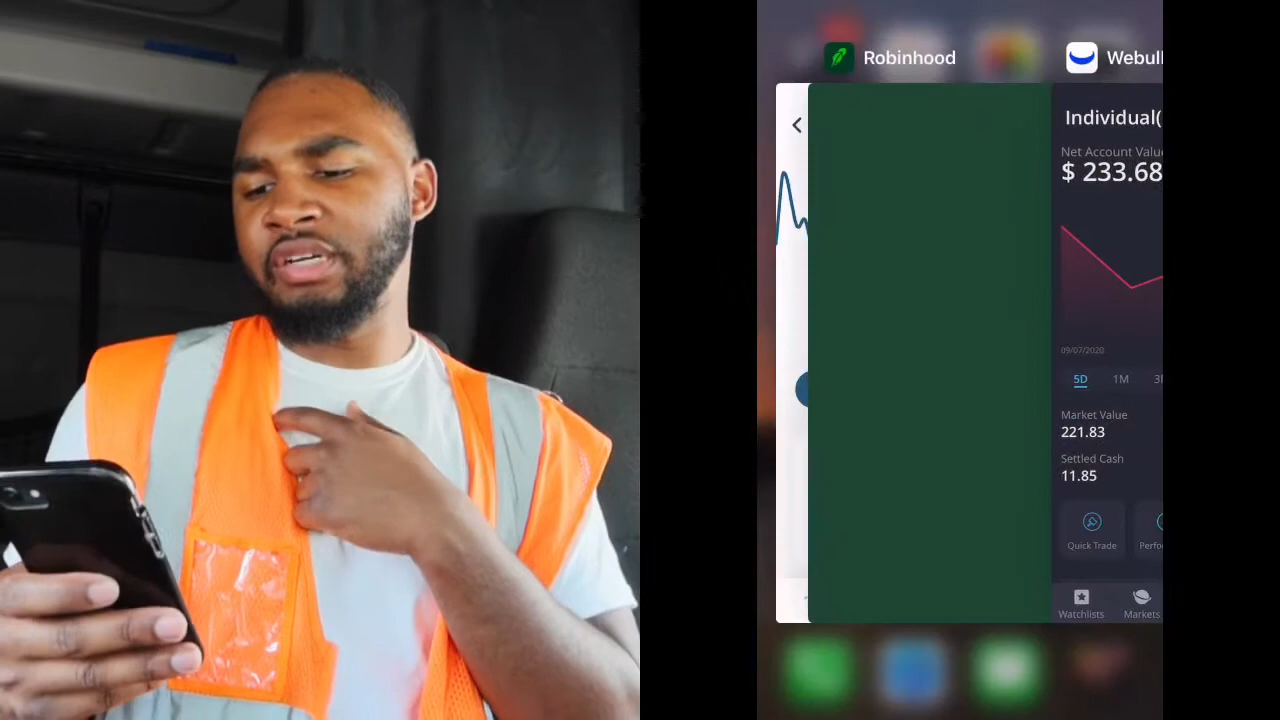 Robinhood
Webull
Individual(
Net Account Valu
$ 233.68
09/07/2020
5D 1M 3
Market Value
221.83
Settled Cash
11.85
Quick Trade Perfo
Watchlists Markets